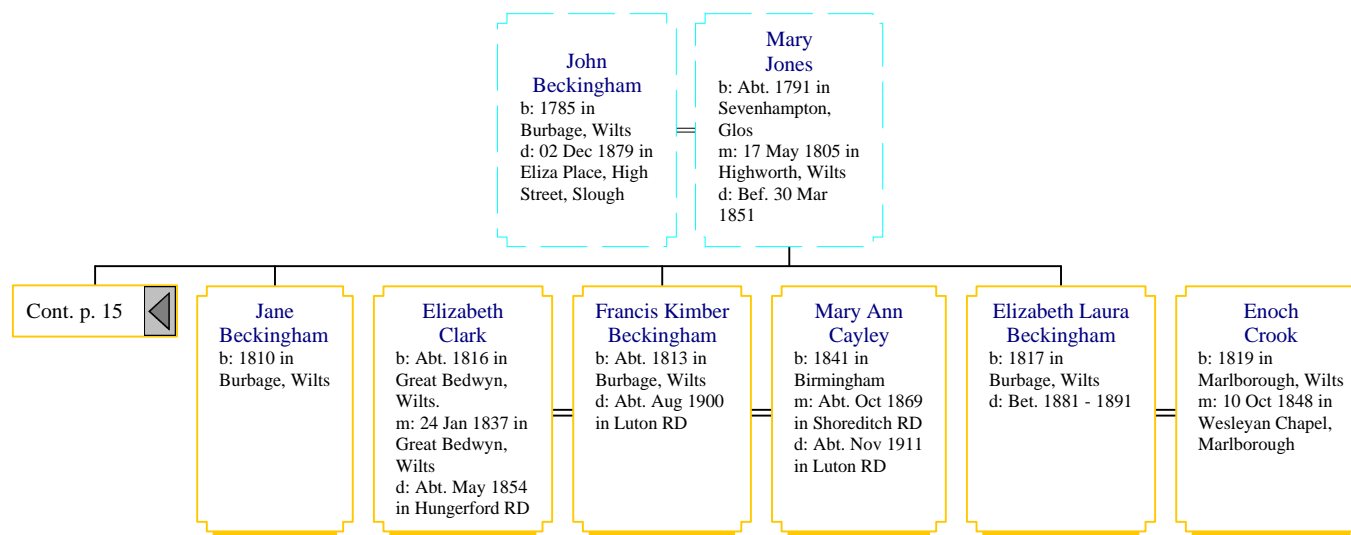 John
Beckingham
b: 1785 in
Burbage, Wilts
d: 02 Dec 1879 in
Eliza Place, High
Street, Slough
Mary
Jones
b: Abt. 1791 in
Sevenhampton,
Glos
m: 17 May 1805 in
Highworth, Wilts
d: Bef. 30 Mar
1851
Cont. p. 15
Jane
Beckingham
b: 1810 in
Burbage, Wilts
Elizabeth
Clark
b: Abt. 1816 in
Great Bedwyn,
Wilts.
m: 24 Jan 1837 in
Great Bedwyn,
Wilts
d: Abt. May 1854
in Hungerford RD
Francis Kimber
Beckingham
b: Abt. 1813 in
Burbage, Wilts
d: Abt. Aug 1900
in Luton RD
Mary Ann
Cayley
b: 1841 in
Birmingham
m: Abt. Oct 1869
in Shoreditch RD
d: Abt. Nov 1911
in Luton RD
Elizabeth Laura
Beckingham
b: 1817 in
Burbage, Wilts
d: Bet. 1881 - 1891
Enoch
Crook
b: 1819 in
Marlborough, Wilts
m: 10 Oct 1848 in
Wesleyan Chapel,
Marlborough